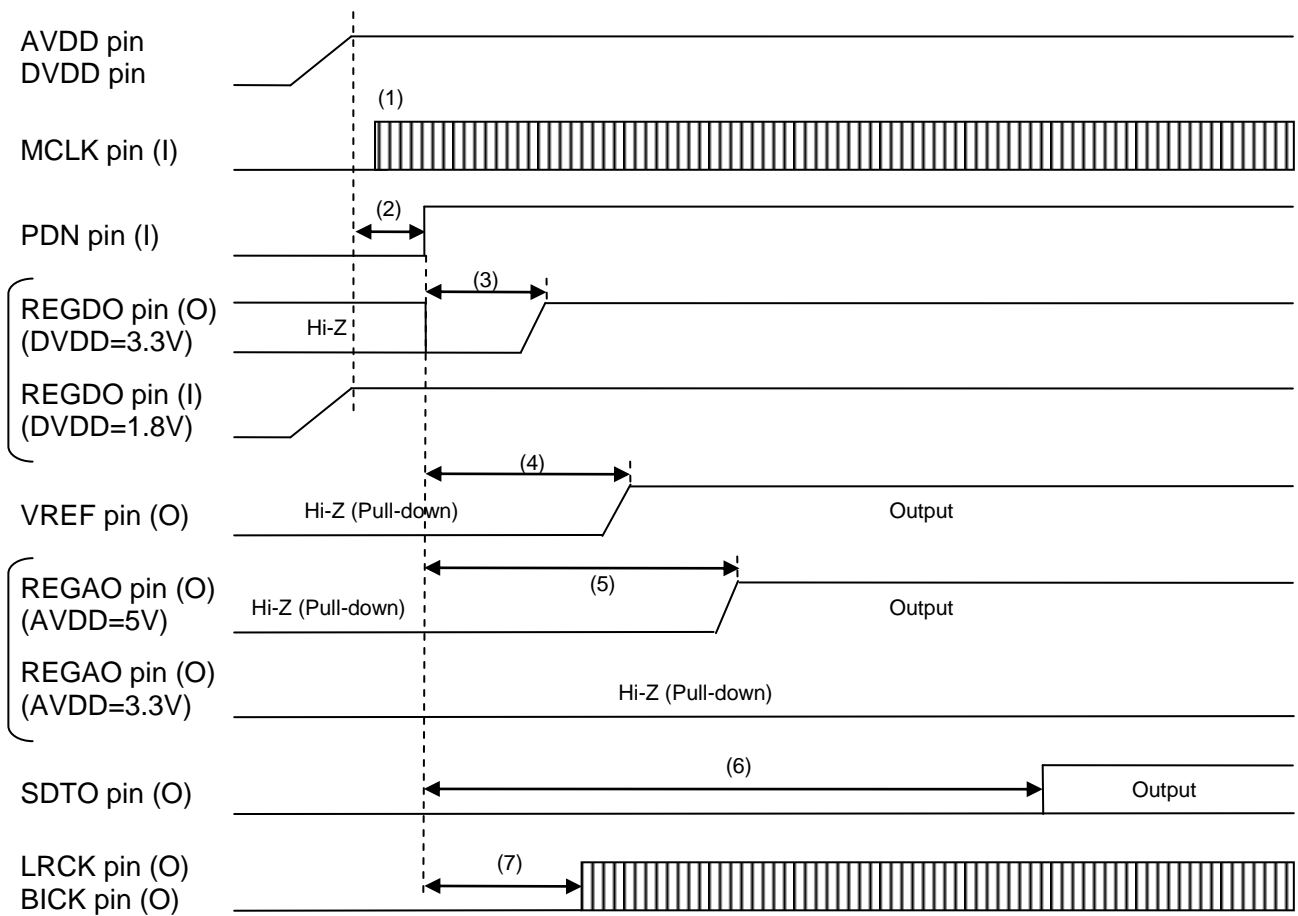 AVDD pin
DVDD pin
(1)
MCLK pin (I)
(2)
PDN pin (I)
(3)
REGDO pin (O)
(DVDD=3.3V)
Hi-Z
REGDO pin (I)
(DVDD=1.8V)
(4)
VREF pin (O)
Hi-Z (Pull-down)
Output
REGAO pin (O)
(AVDD=5V)
(5)
Hi-Z (Pull-down)
Output
REGAO pin (O)
(AVDD=3.3V)
Hi-Z (Pull-down)
(6)
SDTO pin (O)
Output
LRCK pin (O)
BICK pin (O)
(7)